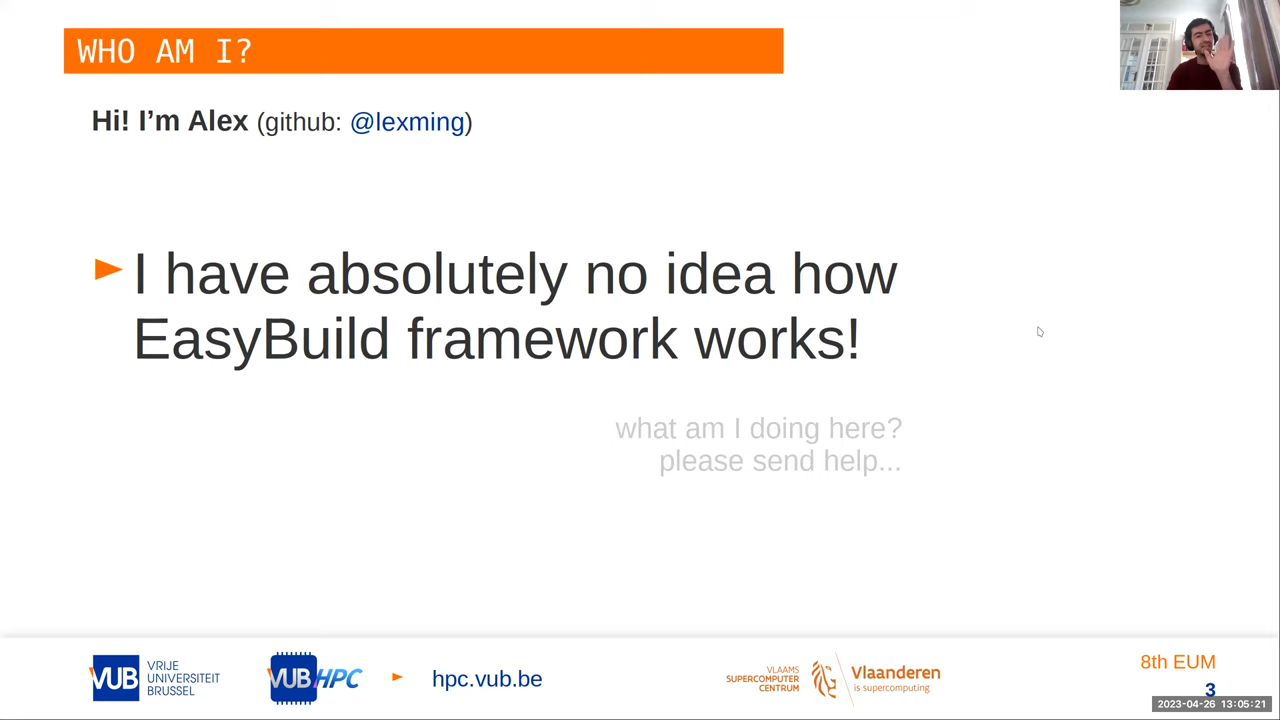 WHO AM I?
Hi! I’m Alex (github: @lexming)
I have absolutely no idea how
EasyBuild framework works!
what am I doing here?
please send help...
VUB
VRIJE
UNIVERSITEIT
BRUSSEL
VUB HPC
hpc.vub.be
VLAAMS
SUPERCOMPUTER
CENTRUM
Vlaanderen
is supercomputing
8th EUM
3
2023-04-26 13:05:21